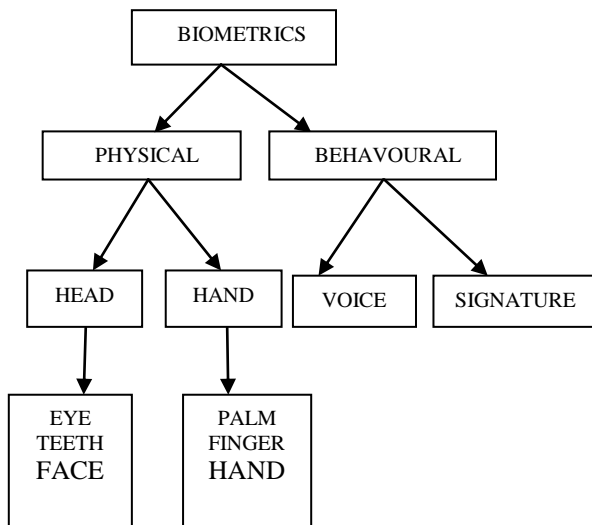 BIOMETRICS
PHYSICAL
BEHAVOURAL
HEAD
HAND
VOICE
SIGNATURE
EYE
TEETH
FACE
PALM
FINGER
HAND